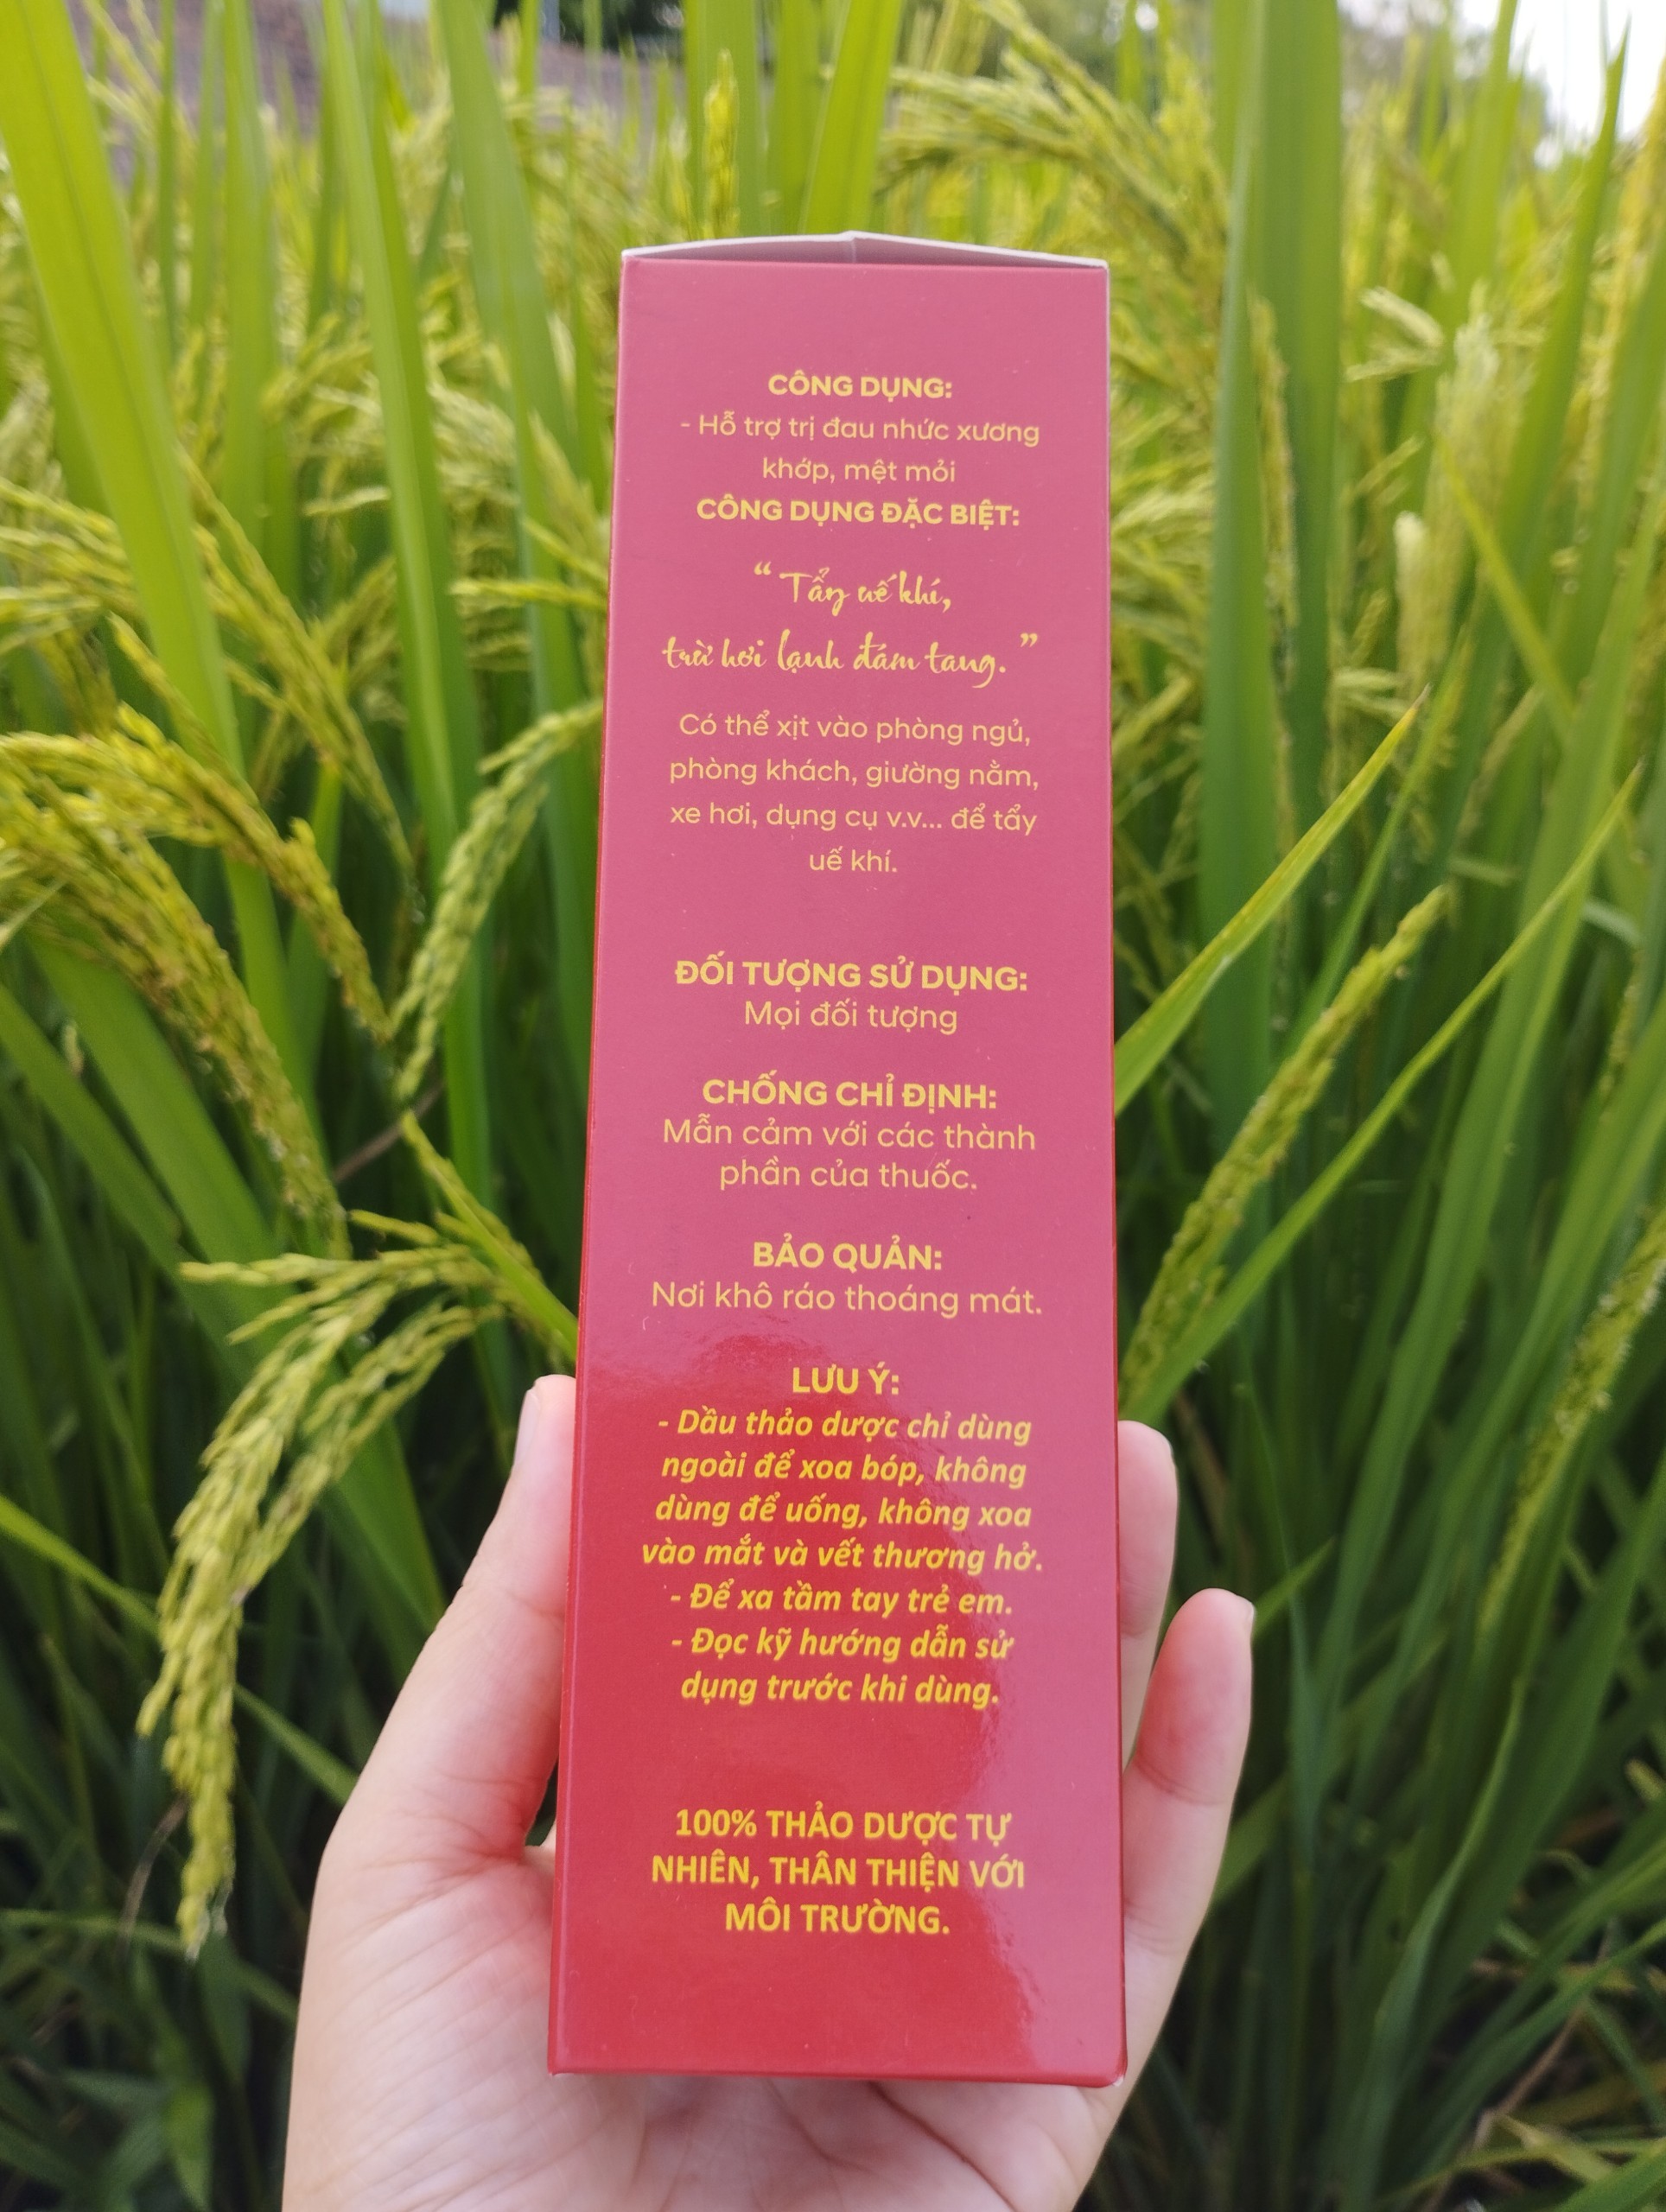 CÔNG DỤNG:
- Hỗ trợ trị đau nhức xương
khớp, mệt mỏi
CÔNG DỤNG ĐẶC BIỆT:
“ Tẩy uế khí,
trừ hơi lạnh đám tang. ”
Có thể xịt vào phòng ngủ,
phòng khách, giường nằm,
xe hơi, dụng cụ v.v... để tẩy
uế khí.
ĐỐI TƯỢNG SỬ DỤNG:
Mọi đối tượng
CHỐNG CHỈ ĐỊNH:
Mẫn cảm với các thành
phần của thuốc.
BẢO QUẢN:
Nơi khô ráo thoáng mát.
LƯU Ý:
- Dầu thảo dược chỉ dùng
ngoài để xoa bóp, không
dùng để uống, không xoa
vào mắt và vết thương hở.
- Để xa tầm tay trẻ em.
- Đọc kỹ hướng dẫn sử
dụng trước khi dùng.
100% THẢO DƯỢC TỰ
NHIÊN, THÂN THIỆN VỚI
MÔI TRƯỜNG.